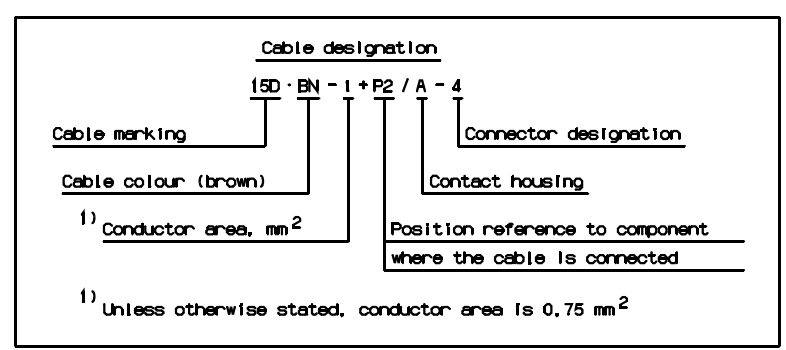 Cable designation
15D · BN - 1 + P2 / A - 4
Cable marking
Connector designation
Cable colour (brown)
Contact housing
1) Conductor area, mm²
Position reference to component
where the cable is connected
1) Unless otherwise stated, conductor area is 0,75 mm²